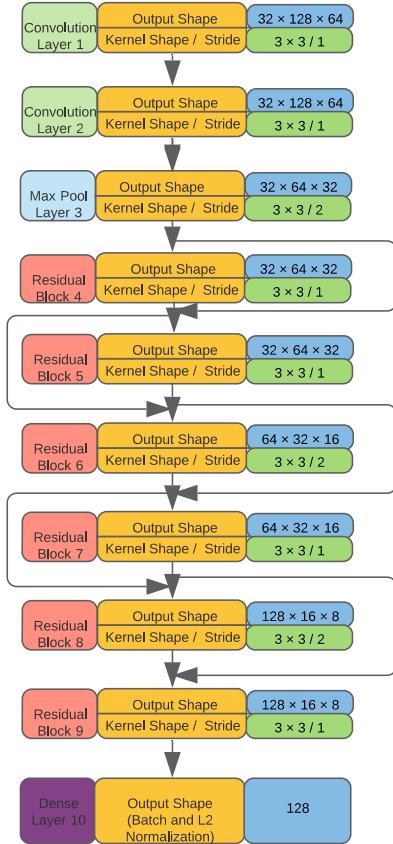 Convolution
Layer 1
Output Shape
Kernel Shape / Stride
32 × 128 × 64
3 × 3 / 1
Convolution
Layer 2
Output Shape
Kernel Shape / Stride
32 × 128 × 64
3 × 3 / 1
Max Pool
Layer 3
Output Shape
Kernel Shape / Stride
32 × 64 × 32
3 × 3 / 2
Residual
Block 4
Output Shape
Kernel Shape / Stride
32 × 64 × 32
3 × 3 / 1
Residual
Block 5
Output Shape
Kernel Shape / Stride
32 × 64 × 32
3 × 3 / 1
Residual
Block 6
Output Shape
Kernel Shape / Stride
64 × 32 × 16
3 × 3 / 2
Residual
Block 7
Output Shape
Kernel Shape / Stride
64 × 32 × 16
3 × 3 / 1
Residual
Block 8
Output Shape
Kernel Shape / Stride
128 × 16 × 8
3 × 3 / 2
Residual
Block 9
Output Shape
Kernel Shape / Stride
128 × 16 × 8
3 × 3 / 1
Dense
Layer 10
Output Shape
(Batch and L2
Normalization)
128